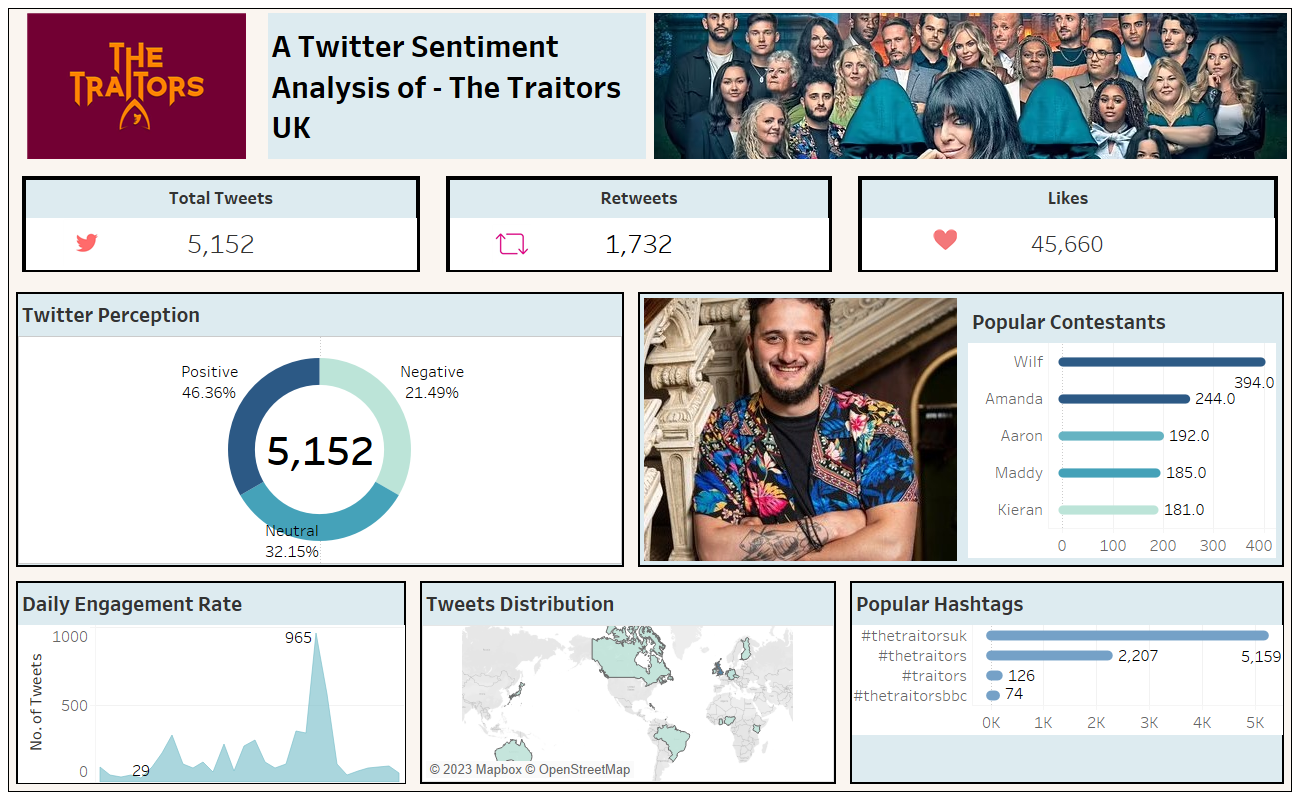 THE
TRAITORS
A Twitter Sentiment
Analysis of - The Traitors
UK
Total Tweets
5,152
Retweets
1,732
Likes
45,660
Twitter Perception
Positive
46.36%
Negative
21.49%
5,152
Neutral
32.15%
Popular Contestants
Wilf
394.0
Amanda
244.0
Aaron
192.0
Maddy
185.0
Kieran
181.0
0 100 200 300 400
Daily Engagement Rate
No. of Tweets
1000
500
0
965
29
Tweets Distribution
© 2023 Mapbox © OpenStreetMap
Popular Hashtags
#thetraitorsuk
5,159
#thetraitors
2,207
#traitors
126
#thetraitorsbbc
74
0K 1K 2K 3K 4K 5K